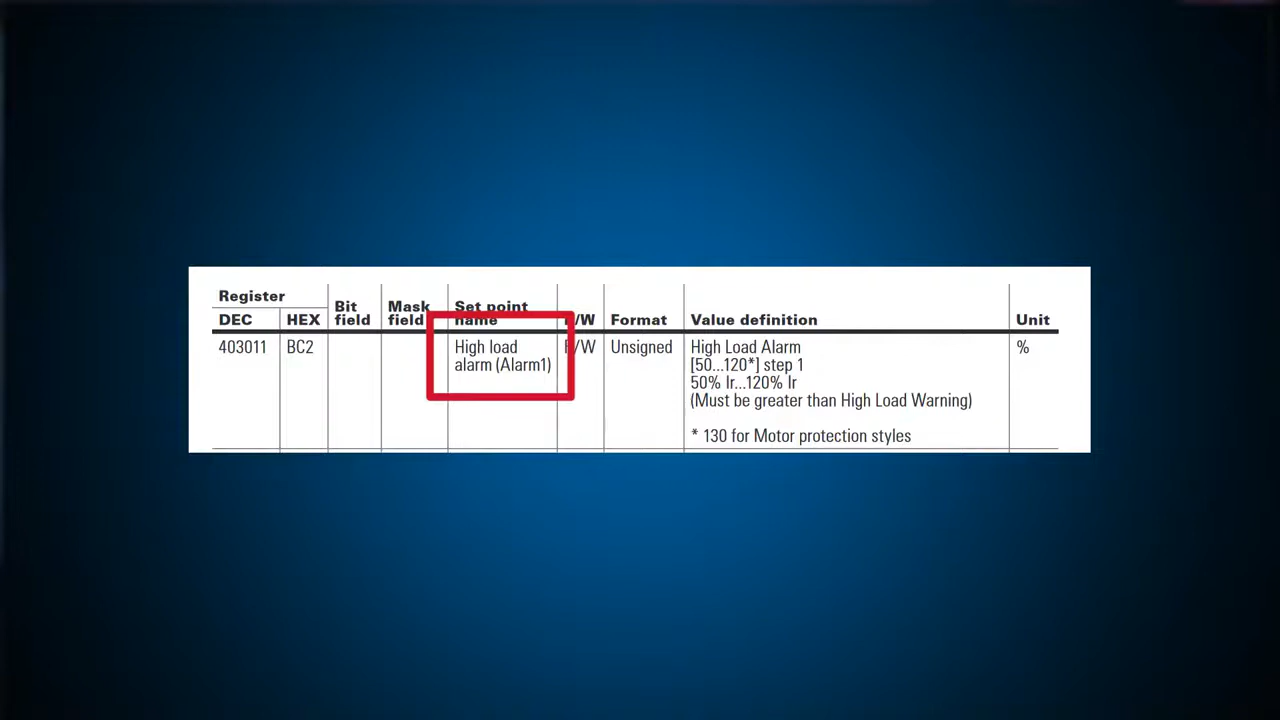 Register
DEC HEX Bit field Mask field Set point name R/W Format Value definition Unit
403011 BC2 High load R/W Unsigned High Load Alarm %
alarm (Alarm1) [50...120*] step 1
50% Ir...120% Ir
(Must be greater than High Load Warning)
* 130 for Motor protection styles